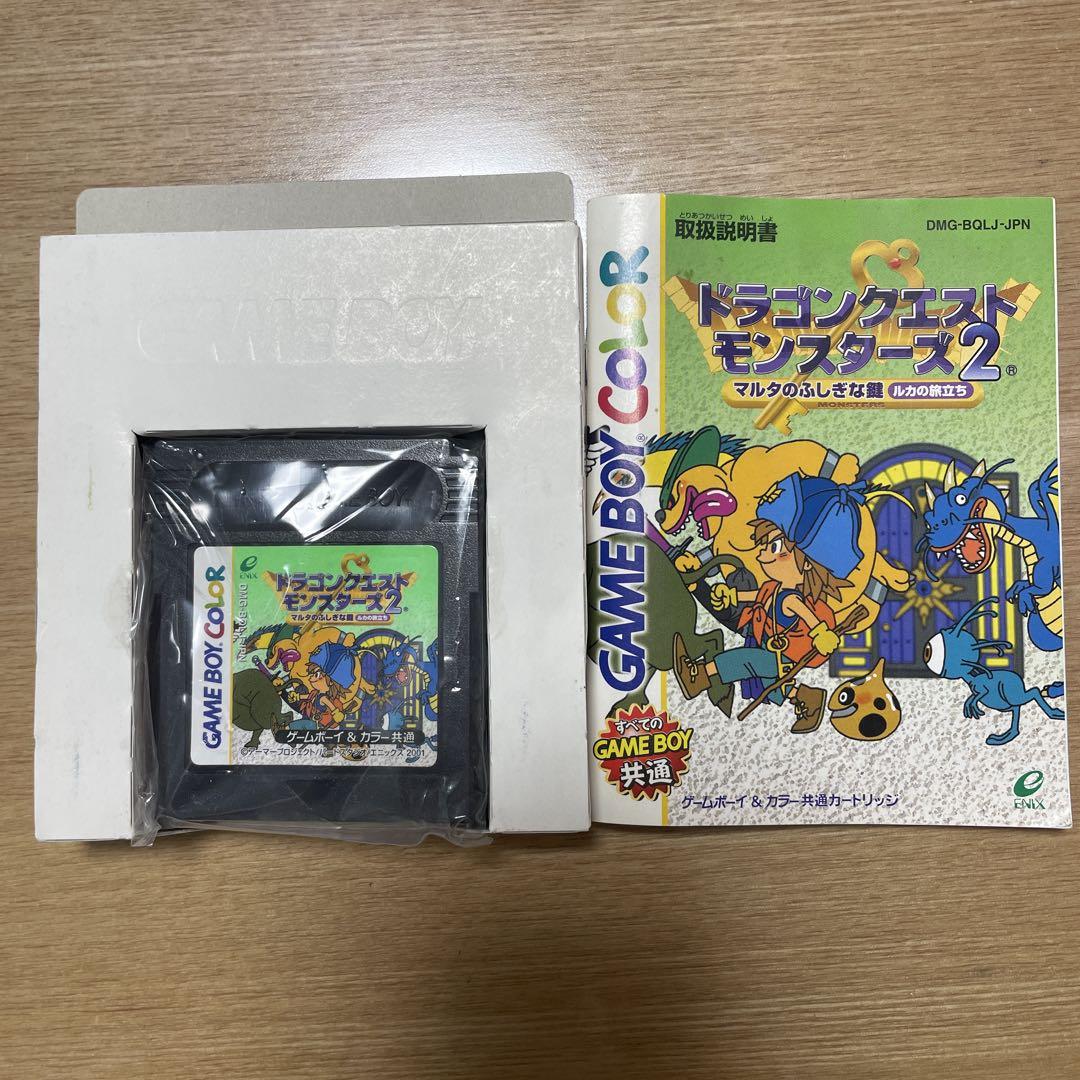 GAME BOY
GAME BOY
GAME BOY COLOR
ENIX
DMG-BQLJ-JPN
ドラゴンクエスト
モンスターズ2
マルタのふしぎな鍵 ルカの旅立ち
ゲームボーイ & カラー共通
©アーマープロジェクト/バードスタジオ/エニックス 2001
とりあつかいせつ めい しょ
取扱説明書
DMG-BQLJ-JPN
GAME BOY COLOR
®
ドラゴンクエスト
モンスターズ2
®
マルタのふしぎな鍵 ルカの旅立ち
MONSTERS
すべての
GAME BOY
共通
ゲームボーイ & カラー共通カートリッジ
ENIX